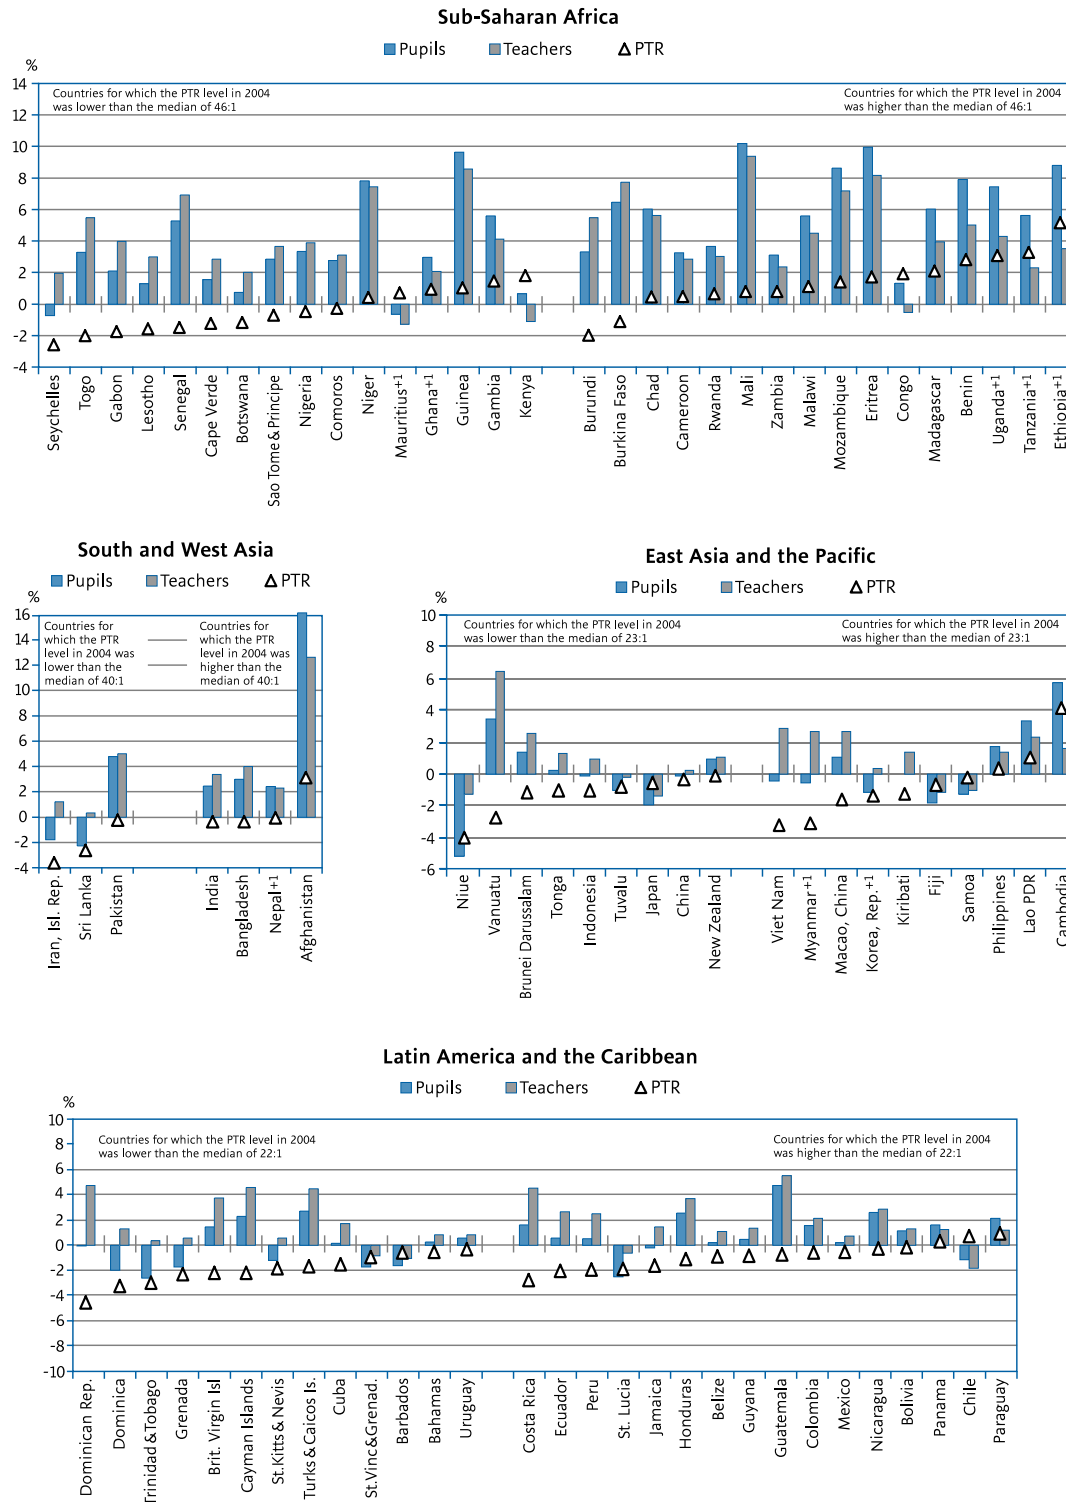 Sub-Saharan Africa
Pupils Teachers PTR
%
Countries for which the PTR level in 2004
was lower than the median of 46:1
Countries for which the PTR level in 2004
was higher than the median of 46:1
14
12
10
8
6
4
2
0
-2
-4
Seychelles
Togo
Gabon
Lesotho
Senegal
Cape Verde
Botswana
Sao Tome & Principe
Nigeria
Comoros
Niger
Mauritius+1
Ghana+1
Guinea
Gambia
Kenya
Burundi
Burkina Faso
Chad
Cameroon
Rwanda
Mali
Zambia
Malawi
Mozambique
Eritrea
Congo
Madagascar
Benin
Uganda+1
Tanzania+1
Ethiopia+1
South and West Asia
Pupils Teachers PTR
%
Countries for
which the PTR
level in 2004 was
lower than the
median of 40:1
Countries for
which the PTR
level in 2004 was
higher than the
median of 40:1
16
14
12
10
8
6
4
2
0
-2
-4
Iran, Isl. Rep.
Sri Lanka
Pakistan
India
Bangladesh
Nepal+1
Afghanistan
East Asia and the Pacific
Pupils Teachers PTR
%
Countries for which the PTR level in 2004
was lower than the median of 23:1
Countries for which the PTR level in 2004
was higher than the median of 23:1
10
8
6
4
2
0
-2
-4
-6
Niue
Vanuatu
Brunei Darussalam
Tonga
Indonesia
Tuvalu
Japan
China
New Zealand
Viet Nam
Myanmar+1
Macao, China
Korea, Rep.+1
Kiribati
Fiji
Samoa
Philippines
Lao PDR
Cambodia
Latin America and the Caribbean
Pupils Teachers PTR
%
Countries for which the PTR level in 2004
was lower than the median of 22:1
Countries for which the PTR level in 2004
was higher than the median of 22:1
10
8
6
4
2
0
-2
-4
-6
-8
-10
Dominican Rep.
Dominica
Trinidad & Tobago
Grenada
Brit. Virgin Isl
Cayman Islands
St.Kitts & Nevis
Turks & Caicos Is.
Cuba
St.Vinc&Grenad.
Barbados
Bahamas
Uruguay
Costa Rica
Ecuador
Peru
St. Lucia
Jamaica
Honduras
Belize
Guyana
Guatemala
Colombia
Mexico
Nicaragua
Bolivia
Panama
Chile
Paraguay